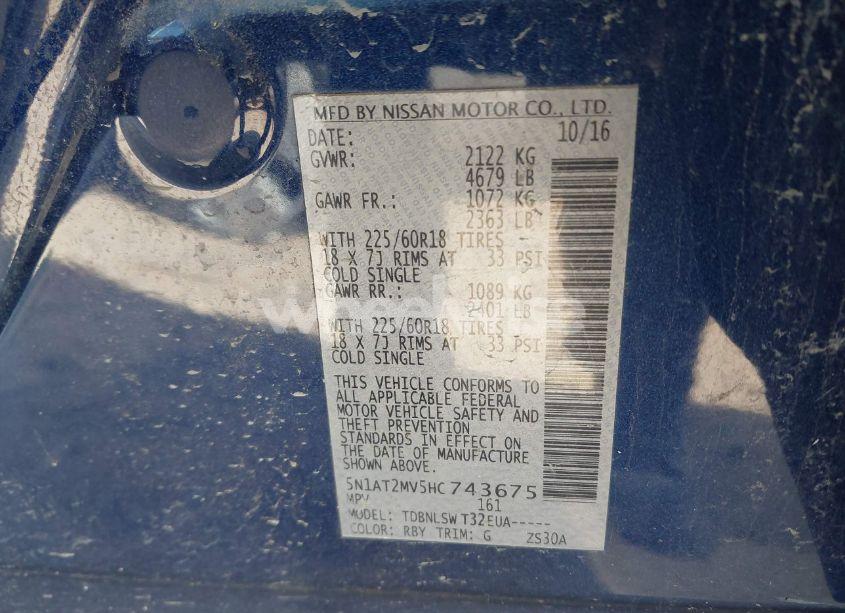 MFD BY NISSAN MOTOR CO., LTD.
DATE: 10/16
GVWR: 2122 KG
4679 LB
GAWR FR.: 1072 KG
2363 LB
WITH 225/60R18 TIRES
18 X 7J RIMS AT 33 PSI
COLD SINGLE
GAWR RR.: 1089 KG
2401 LB
WITH 225/60R18 TIRES
18 X 7J RIMS AT 33 PSI
COLD SINGLE
THIS VEHICLE CONFORMS TO
ALL APPLICABLE FEDERAL
MOTOR VEHICLE SAFETY AND
THEFT PREVENTION
STANDARDS IN EFFECT ON
THE DATE OF MANUFACTURE
SHOWN ABOVE.
5N1AT2MV5HC743675
MPV 161
MODEL: TDBNLSW T32EUA-----
COLOR: RBY TRIM: G ZS30A